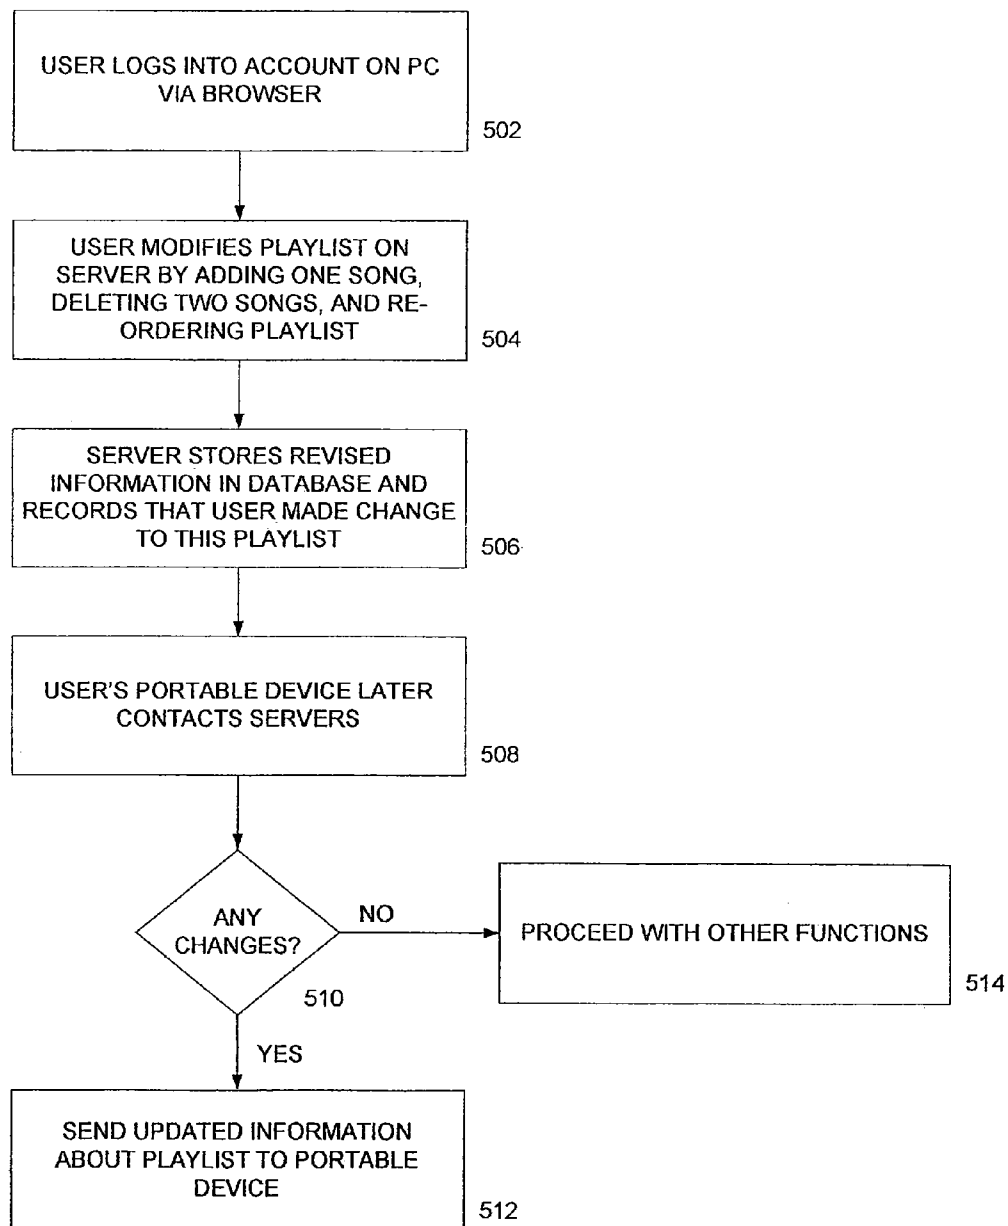 USER LOGS INTO ACCOUNT ON PC
VIA BROWSER
502
USER MODIFIES PLAYLIST ON
SERVER BY ADDING ONE SONG,
DELETING TWO SONGS, AND RE-
ORDERING PLAYLIST
504
SERVER STORES REVISED
INFORMATION IN DATABASE AND
RECORDS THAT USER MADE CHANGE
TO THIS PLAYLIST
506
USER'S PORTABLE DEVICE LATER
CONTACTS SERVERS
508
ANY
CHANGES?
510
NO
PROCEED WITH OTHER FUNCTIONS
514
YES
SEND UPDATED INFORMATION
ABOUT PLAYLIST TO PORTABLE
DEVICE
512